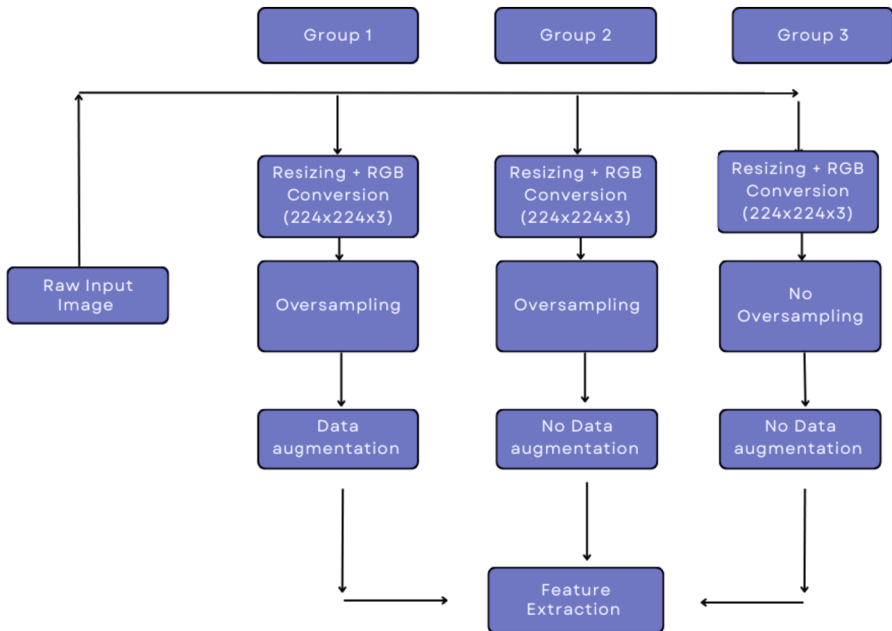 Group 1
Group 2
Group 3
Resizing + RGB
Conversion
(224x224x3)
Resizing + RGB
Conversion
(224x224x3)
Resizing + RGB
Conversion
(224x224x3)
Raw Input
Image
Oversampling
Oversampling
No
Oversampling
Data
augmentation
No Data
augmentation
No Data
augmentation
Feature
Extraction